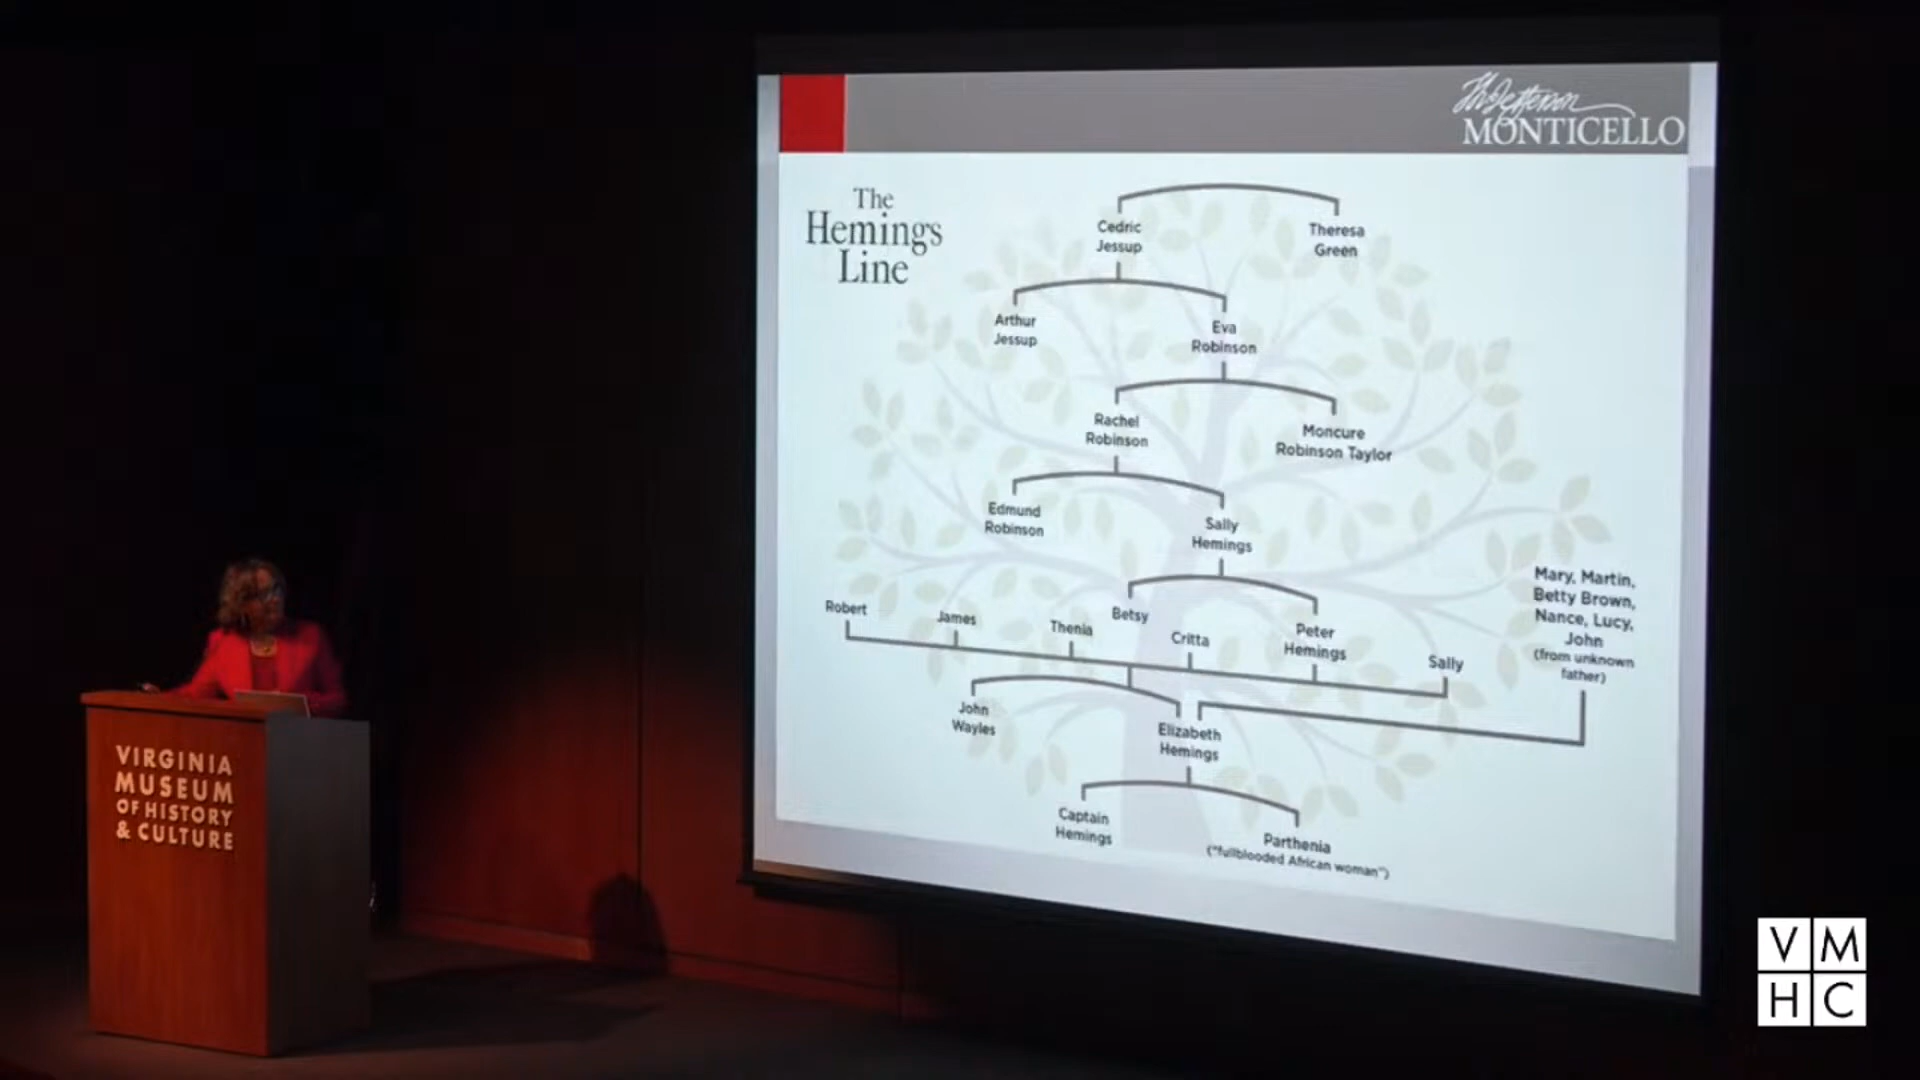 Th Jefferson
MONTICELLO
The
Hemings
Line
Cedric
Jessup
Theresa
Green
Arthur
Jessup
Eva
Robinson
Rachel
Robinson
Moncure
Robinson Taylor
Edmund
Robinson
Sally
Hemings
Betsy
Peter
Hemings
Robert
James
Thenia
Critta
Sally
Mary, Martin,
Betty Brown,
Nance, Lucy,
John
(from unknown
father)
John
Wayles
Elizabeth
Hemings
Captain
Hemings
Parthenia
("fullblooded African woman")
VIRGINIA
MUSEUM
OF HISTORY
& CULTURE
VM
HC